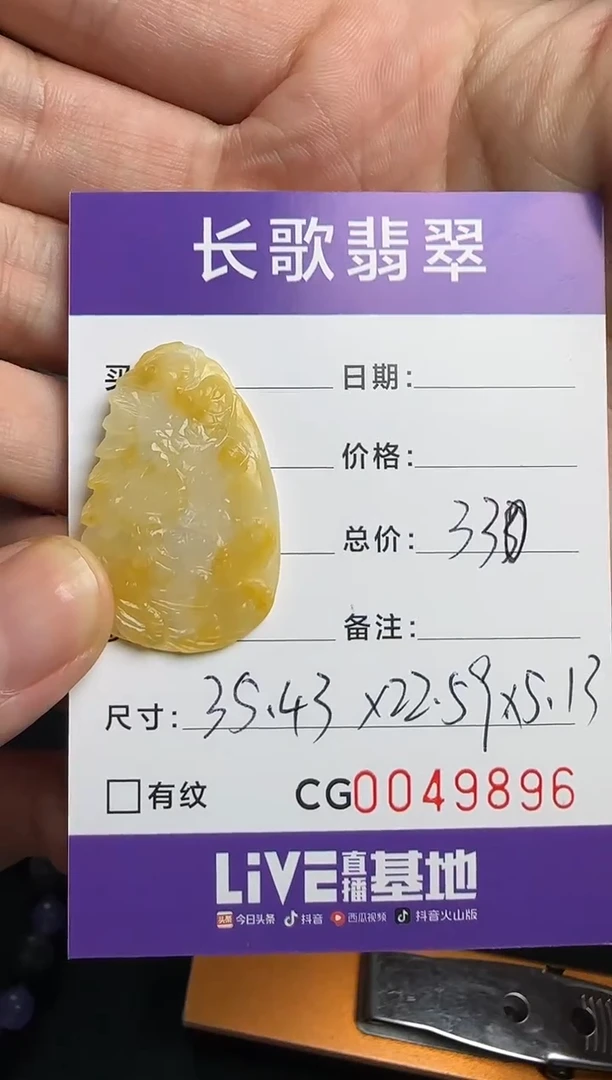 长歌翡翠
买
日期:
价格:
总价: 330
备注:
尺寸: 35.43 x22.59x5.13
有纹 CG0049896
LiVE直播基地
头条 今日头条 抖音 西瓜视频 抖音火山版